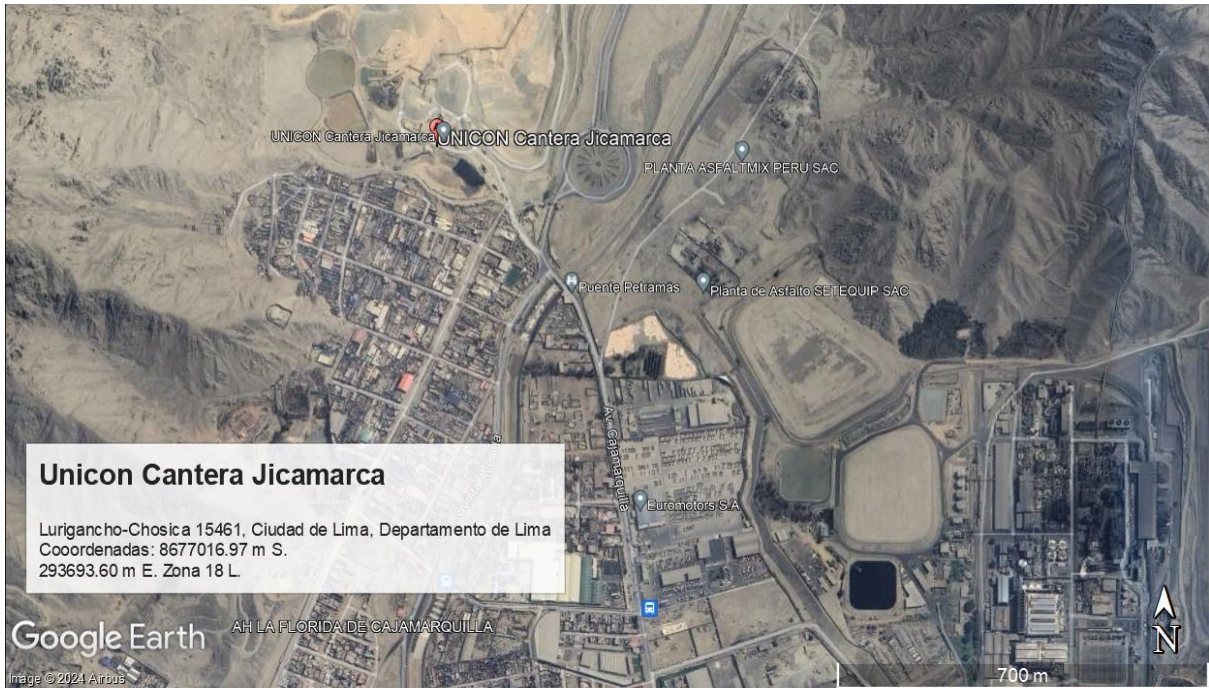 UNICON Cantera Jicamarca
UNICON Cantera Jicamarca
PLANTA ASFALTMIX PERU SAC
Puente Petramás
Planta de Asfalto SETEQUIP SAC
Av. Cajamarquilla
Unicon Cantera Jicamarca
Euromotors S.A
Lurigancho-Chosica 15461, Ciudad de Lima, Departamento de Lima
Cooordenadas: 8677016.97 m S.
293693.60 m E. Zona 18 L.
AH LA FLORIDA DE CAJAMARQUILLA
Google Earth
N
Image © 2024 Airbus
700 m